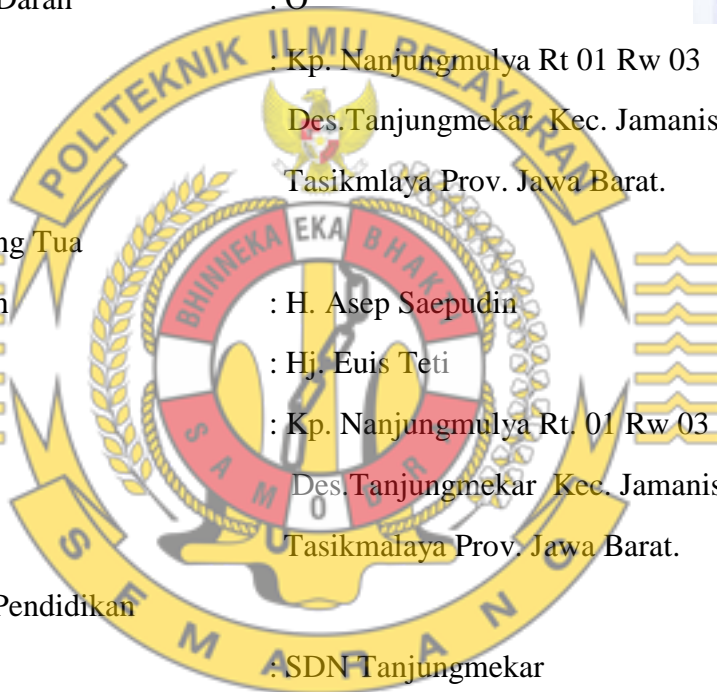 Darah : O
: Kp. Nanjungmulya Rt 01 Rw 03
Des.Tanjungmekar Kec. Jamanis
Tasikmlaya Prov. Jawa Barat.
ng Tua
: H. Asep Saepudin
: Hj. Euis Teti
: Kp. Nanjungmulya Rt. 01 Rw 03
Des.Tanjungmekar Kec. Jamanis
Tasikmalaya Prov. Jawa Barat.
Pendidikan
: SDN Tanjungmekar
POLITEKNIK ILMU PELAYARAN
SEMARANG
BHINNEKA EKA BHAKTI